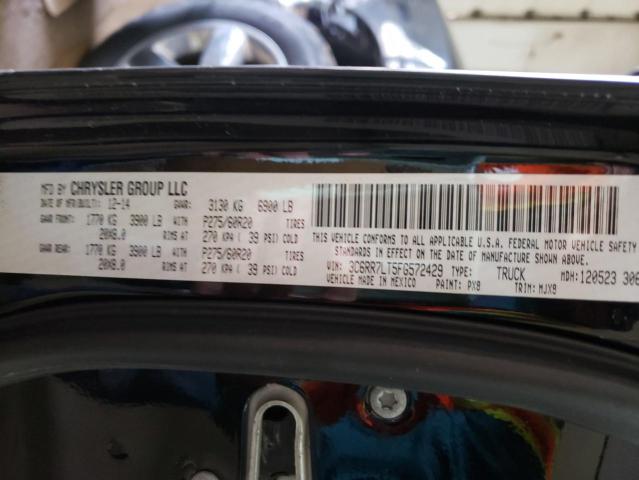 MFD BY CHRYSLER GROUP LLC
DATE OF MFR(BUILT): 12-14 GVWR: 3130 KG 6900 LB
GAWR FRONT: 1770 KG 3900 LB WITH P275/60R20 TIRES
20X8.0 RIMS AT 270 KPA ( 39 PSI) COLD
GAWR REAR: 1770 KG 3900 LB WITH P275/60R20 TIRES
20X8.0 RIMS AT 270 KPA ( 39 PSI) COLD
THIS VEHICLE CONFORMS TO ALL APPLICABLE U.S.A. FEDERAL MOTOR VEHICLE SAFETY
STANDARDS IN EFFECT ON THE DATE OF MANUFACTURE SHOWN ABOVE.
VIN: 3C6RR7LT5FG572429 TYPE: TRUCK MDH: 120523 306
VEHICLE MADE IN MEXICO PAINT: PX8 TRIM: MJX9